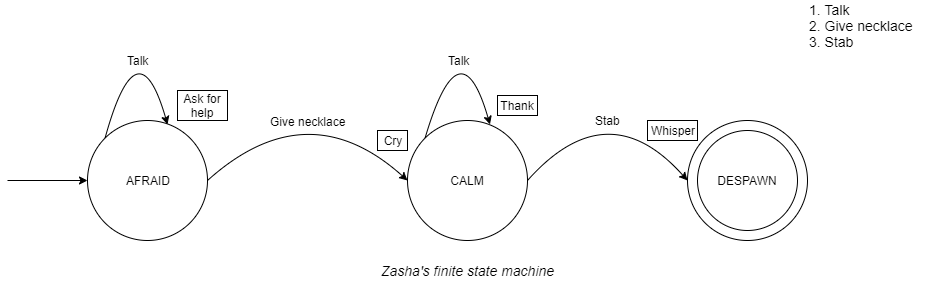 1. Talk
2. Give necklace
3. Stab
Talk
Ask for
help
Give necklace
Cry
Talk
Thank
Stab
Whisper
AFRAID
CALM
DESPAWN
Zasha's finite state machine